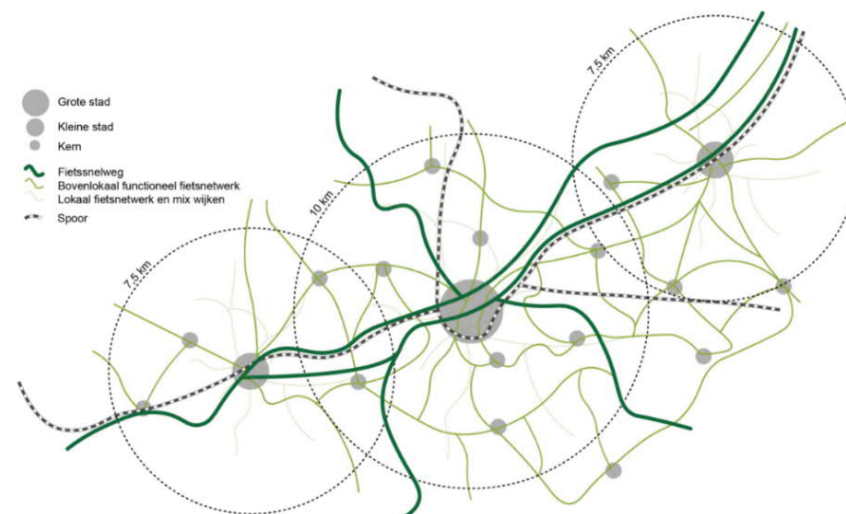 7,5 km
Grote stad
Kleine stad
Kern
Fietssnelweg
Bovenlokaal functioneel fietsnetwerk
Lokaal fietsnetwerk en mix wijken
Spoor
10 km
7,5 km